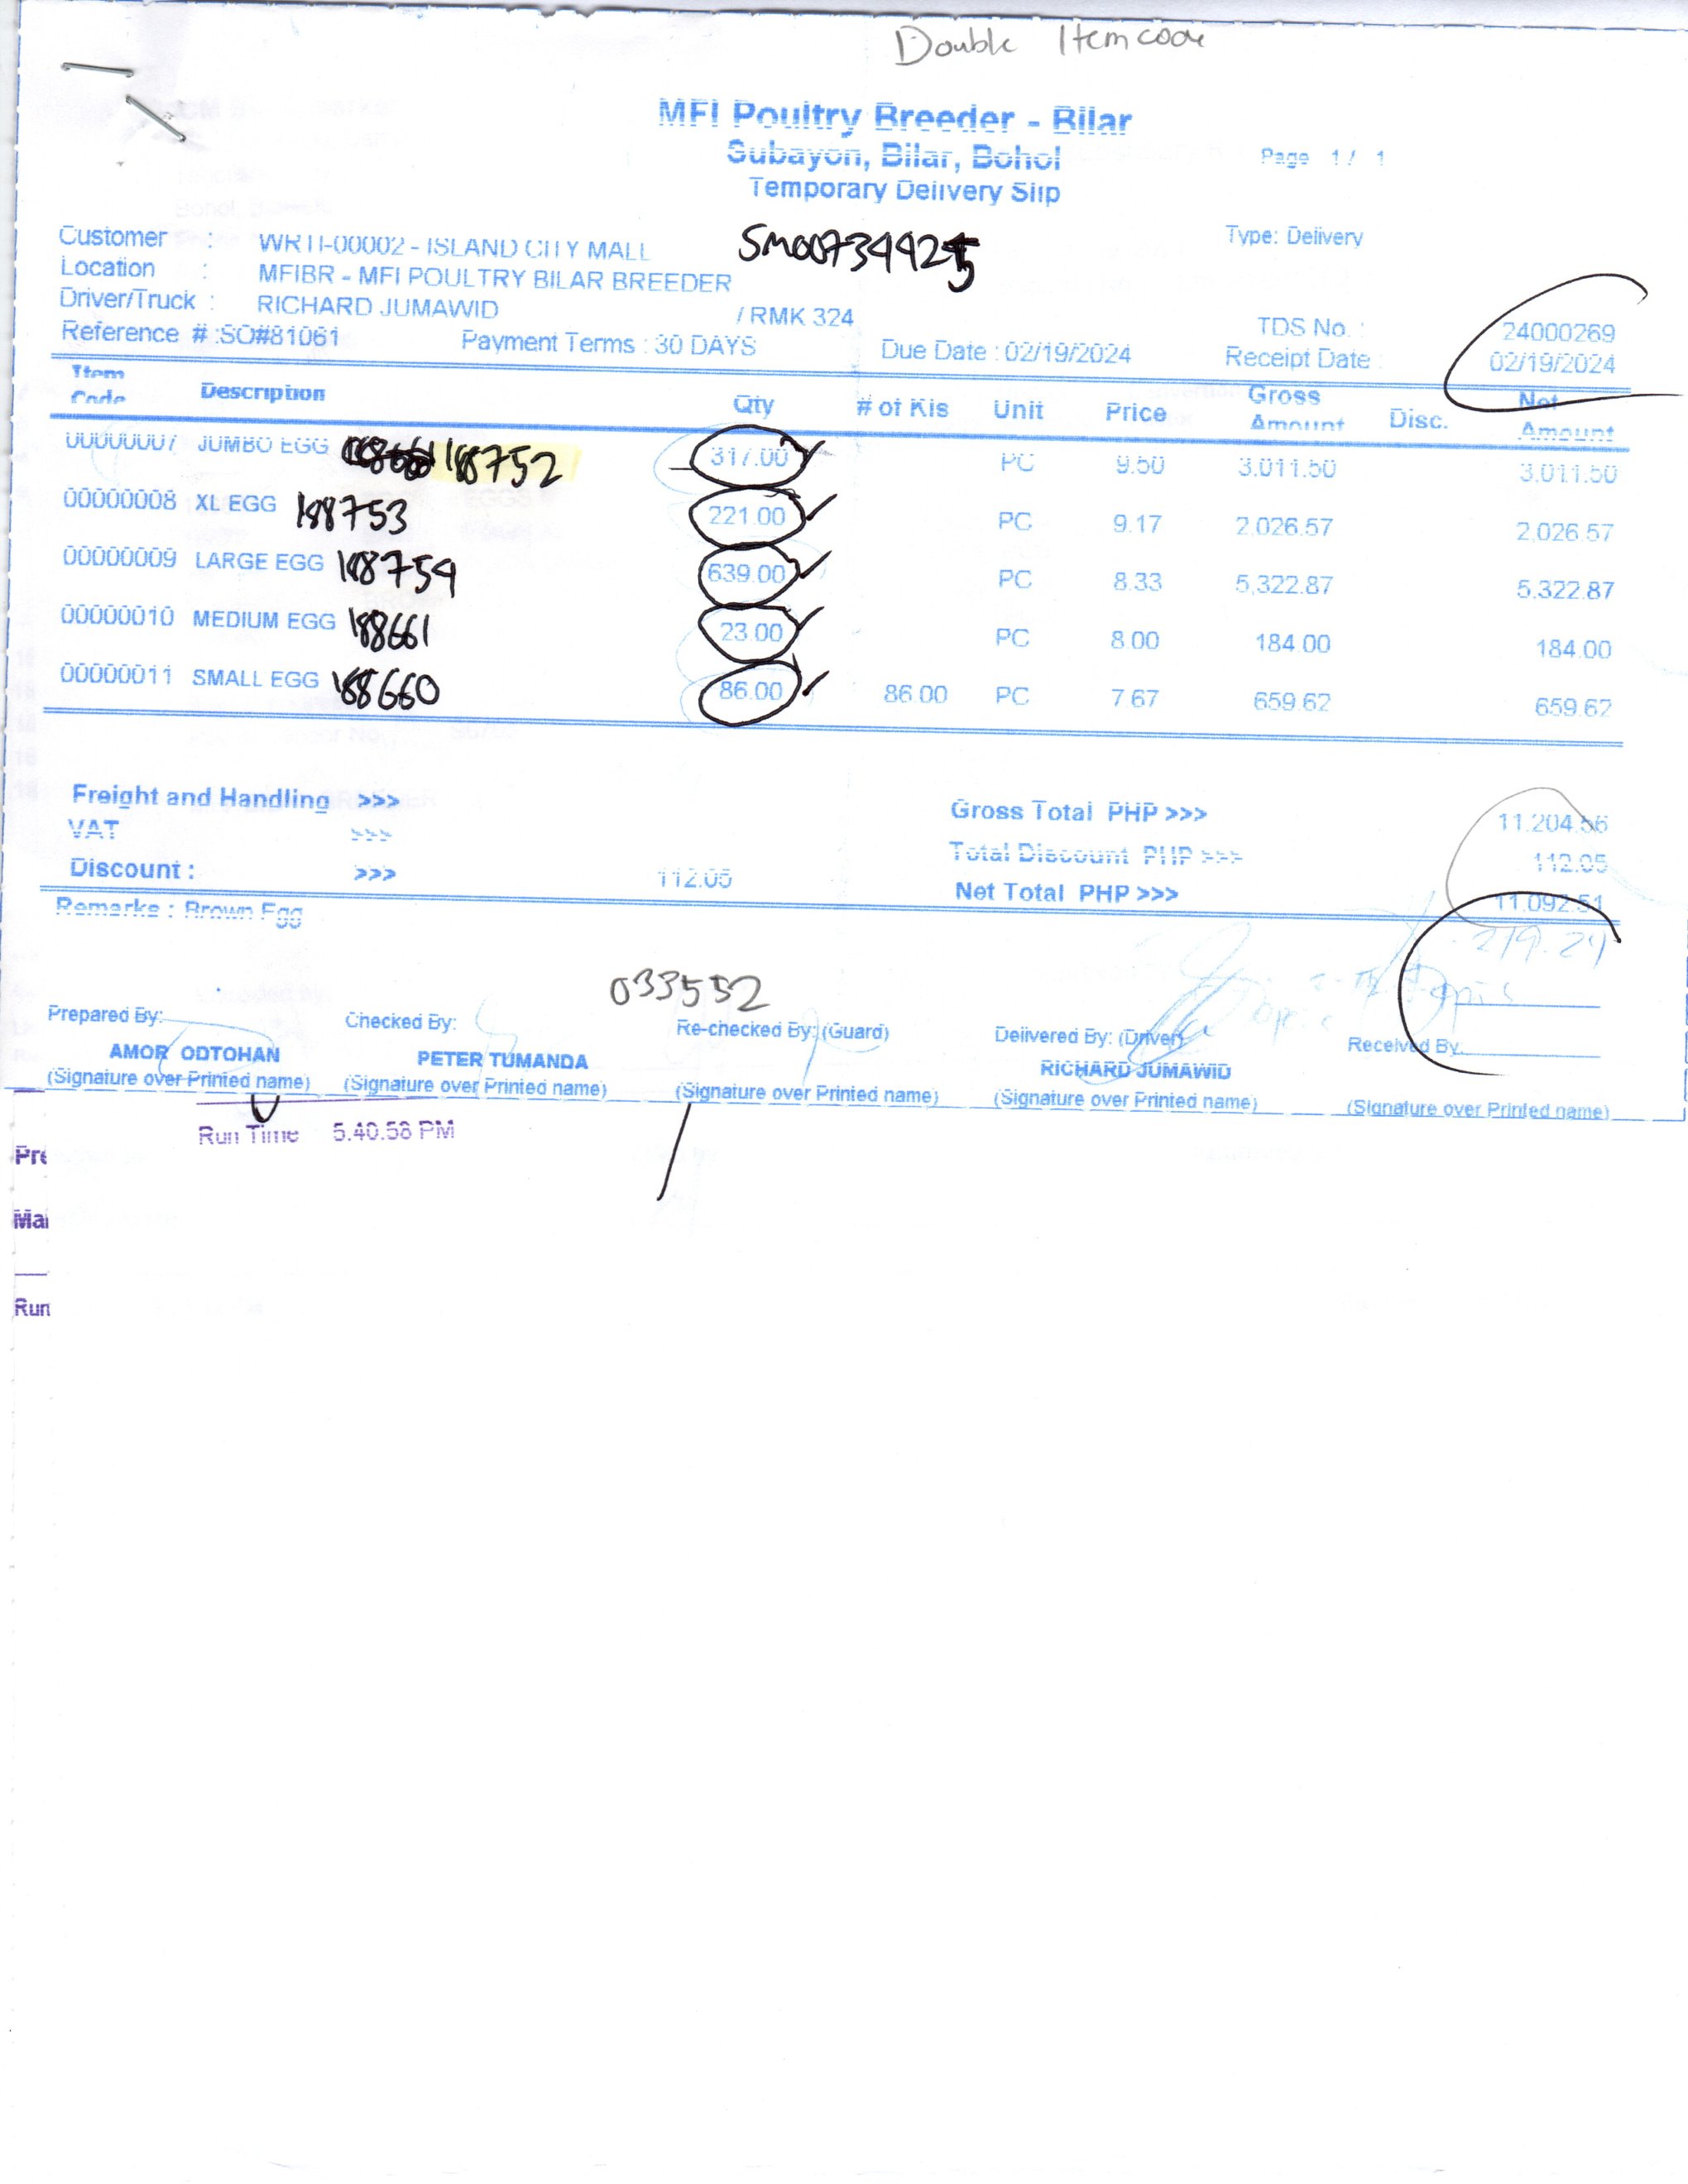 Double Item code
MFI Poultry Breeder - Bilar
Subayon, Bilar, Bohol
Page 1 / 1
Temporary Delivery Slip
Customer : WRTI-00002 - ISLAND CITY MALL
Type: Delivery
Location : MFIBR - MFI POULTRY BILAR BREEDER
Driver/Truck : RICHARD JUMAWID / RMK 324
TDS No. : 24000269
Reference # :SO#81061 Payment Terms : 30 DAYS Due Date : 02/19/2024 Receipt Date : 02/19/2024
Item Code Description Qty # of Kls Unit Price Gross Amount Disc. Net Amount
00000007 JUMBO EGG 188752 317.00 PC 9.50 3,011.50 3,011.50
00000008 XL EGG 188753 221.00 PC 9.17 2,026.57 2,026.57
00000009 LARGE EGG 188754 639.00 PC 8.33 5,322.87 5,322.87
00000010 MEDIUM EGG 188661 23.00 PC 8.00 184.00 184.00
00000011 SMALL EGG 188660 86.00 86.00 PC 7.67 659.62 659.62
Freight and Handling >>> Gross Total PHP >>> 11,204.56
VAT >>> Total Discount PHP >>> 112.05
Discount : >>> 112.05 Net Total PHP >>> 11,092.51
Remarks : Brown Egg
033552
Prepared By: Checked By: Re-checked By: (Guard) Delivered By: (Driver) Received By:
AMOR ODTOHAN PETER TUMANDA RICHARD JUMAWID
(Signature over Printed name) (Signature over Printed name) (Signature over Printed name) (Signature over Printed name) (Signature over Printed name)
Run Time 5:40:58 PM
Pre
Mai
Run